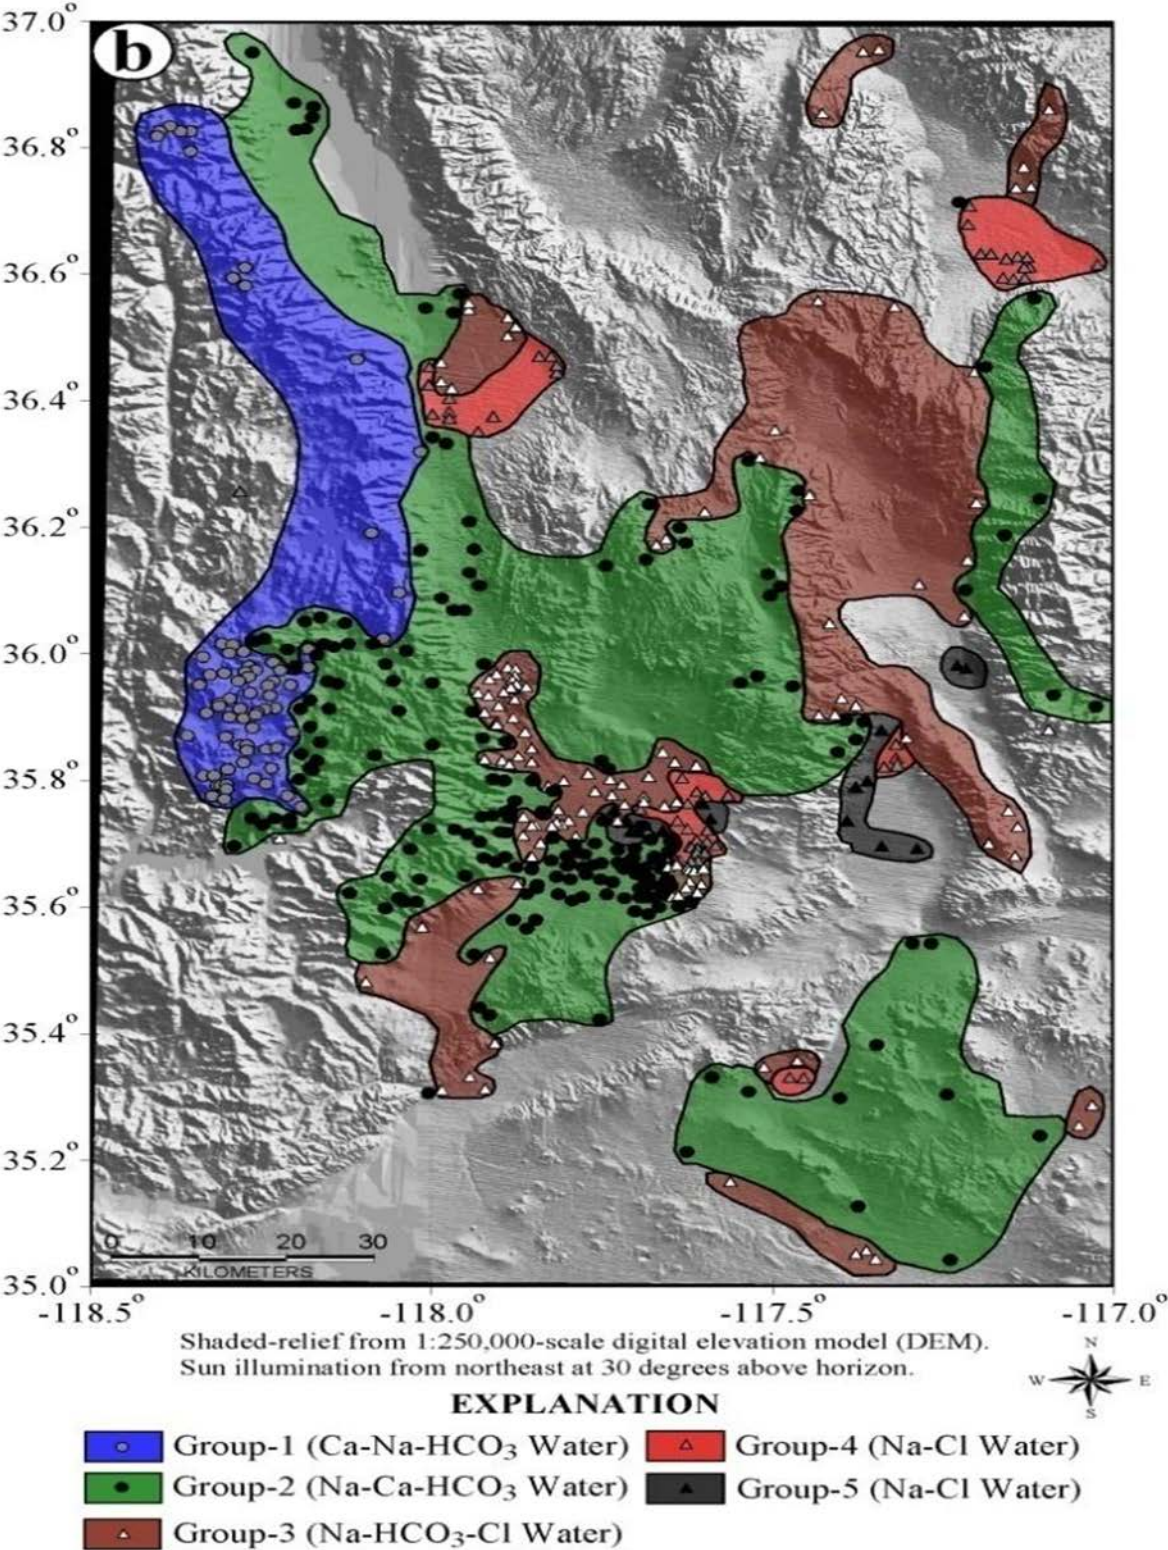 b
37.0°
36.8°
36.6°
36.4°
36.2°
36.0°
35.8°
35.6°
35.4°
35.2°
35.0°
0 10 20 30
KILOMETERS
-118.5° -118.0° -117.5° -117.0°
Shaded-relief from 1:250,000-scale digital elevation model (DEM).
Sun illumination from northeast at 30 degrees above horizon.
N
W E
S
EXPLANATION
Group-1 (Ca-Na-HCO₃ Water) Group-4 (Na-Cl Water)
Group-2 (Na-Ca-HCO₃ Water) Group-5 (Na-Cl Water)
Group-3 (Na-HCO₃-Cl Water)